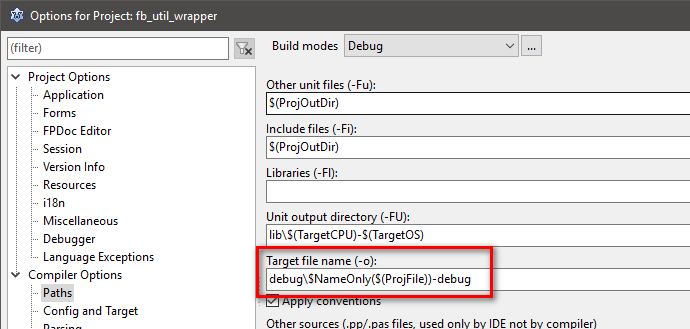 Options for Project: fb_util_wrapper
(filter)
Build modes Debug ...
Project Options
Application
Forms
FPDoc Editor
Session
Version Info
Resources
i18n
Miscellaneous
Debugger
Language Exceptions
Compiler Options
Paths
Config and Target
Parsing
Other unit files (-Fu):
$(ProjOutDir)
Include files (-Fi):
$(ProjOutDir)
Libraries (-Fl):
Unit output directory (-FU):
lib\$(TargetCPU)-$(TargetOS)
Target file name (-o):
debug\$NameOnly($(ProjFile))-debug
Apply conventions
Other sources (.pp/.pas files, used only by IDE not by compiler)